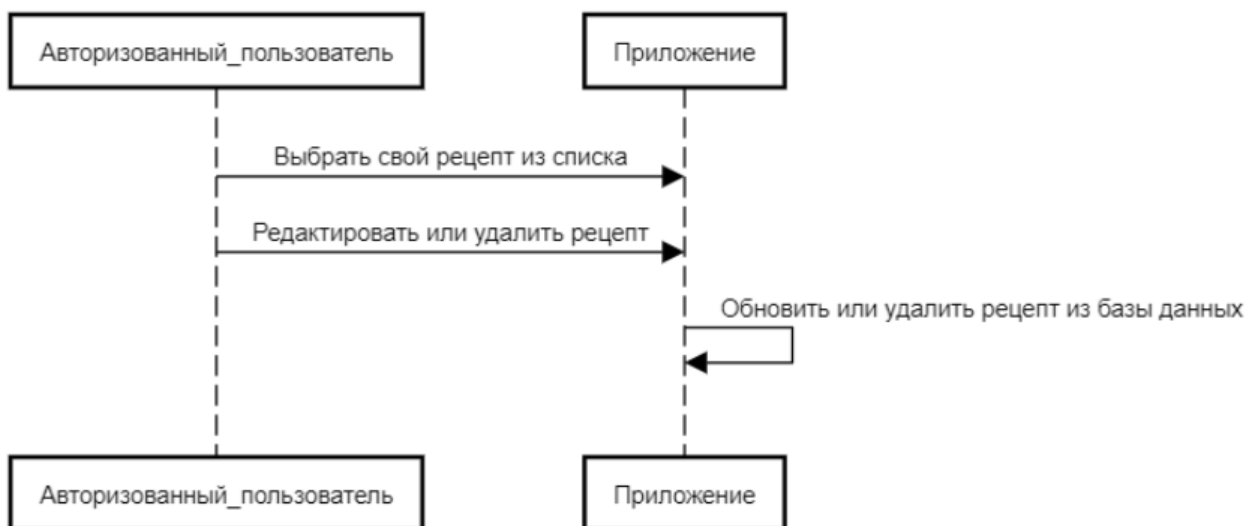 Авторизованный_пользователь
Приложение
Выбрать свой рецепт из списка
Редактировать или удалить рецепт
Обновить или удалить рецепт из базы данных
Авторизованный_пользователь
Приложение